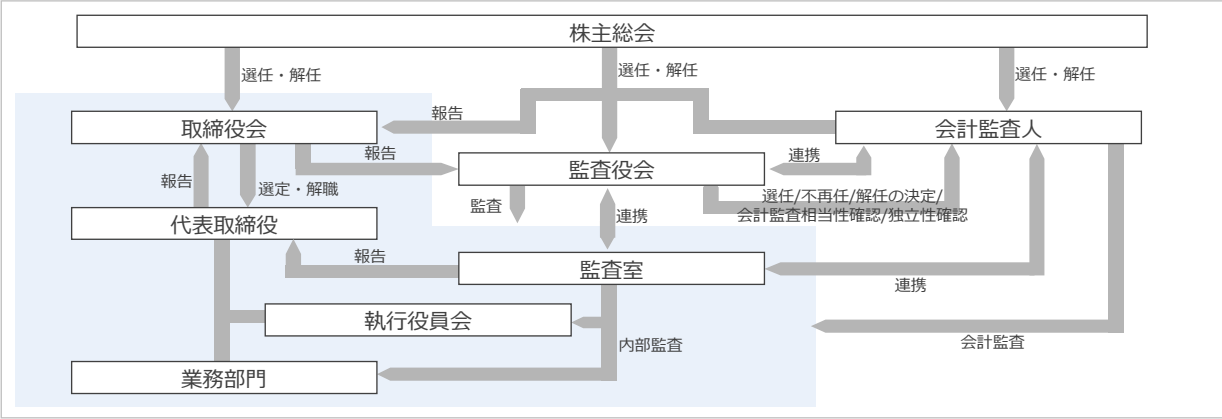 株主総会
選任・解任
選任・解任
選任・解任
取締役会
報告
会計監査人
報告
監査役会
連携
報告
選定・解職
監査
連携
選任/不再任/解任の決定/
会計監査相当性確認/独立性確認
代表取締役
報告
監査室
連携
執行役員会
内部監査
会計監査
業務部門